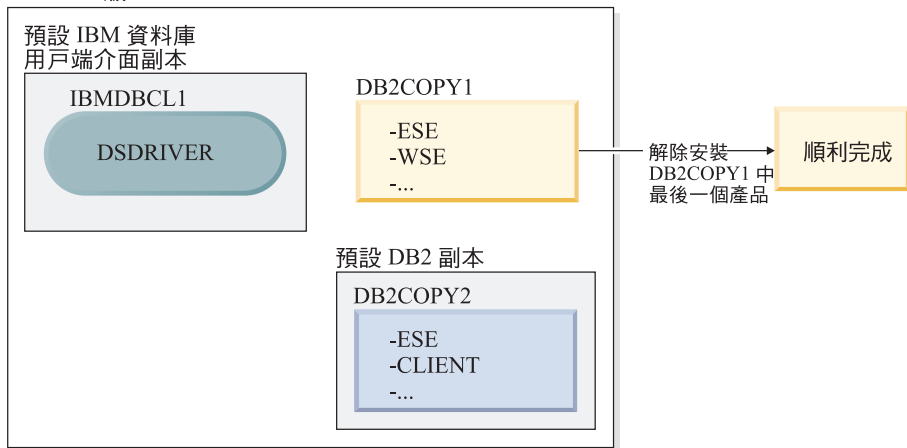 預設 IBM 資料庫
用戶端介面副本
IBMDBCL1
DSDRIVER
DB2COPY1
-ESE
-WSE
-...
解除安裝
DB2COPY1 中
最後一個產品
順利完成
預設 DB2 副本
DB2COPY2
-ESE
-CLIENT
-...